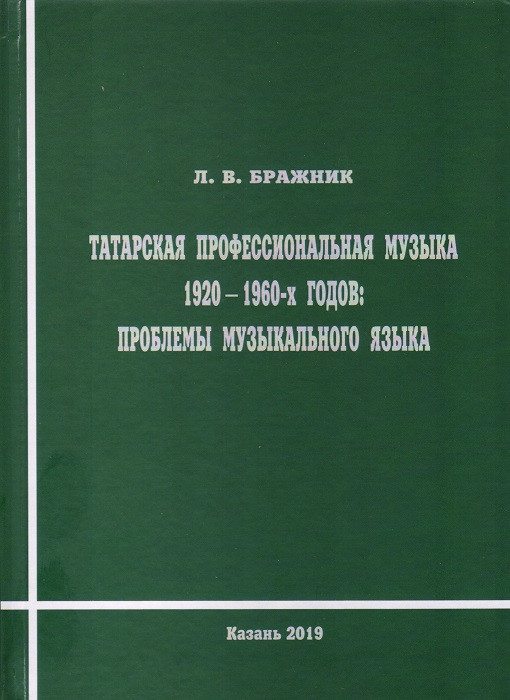 Л. В. БРАЖНИК
ТАТАРСКАЯ ПРОФЕССИОНАЛЬНАЯ МУЗЫКА
1920 – 1960-х ГОДОВ:
ПРОБЛЕМЫ МУЗЫКАЛЬНОГО ЯЗЫКА
Казань 2019